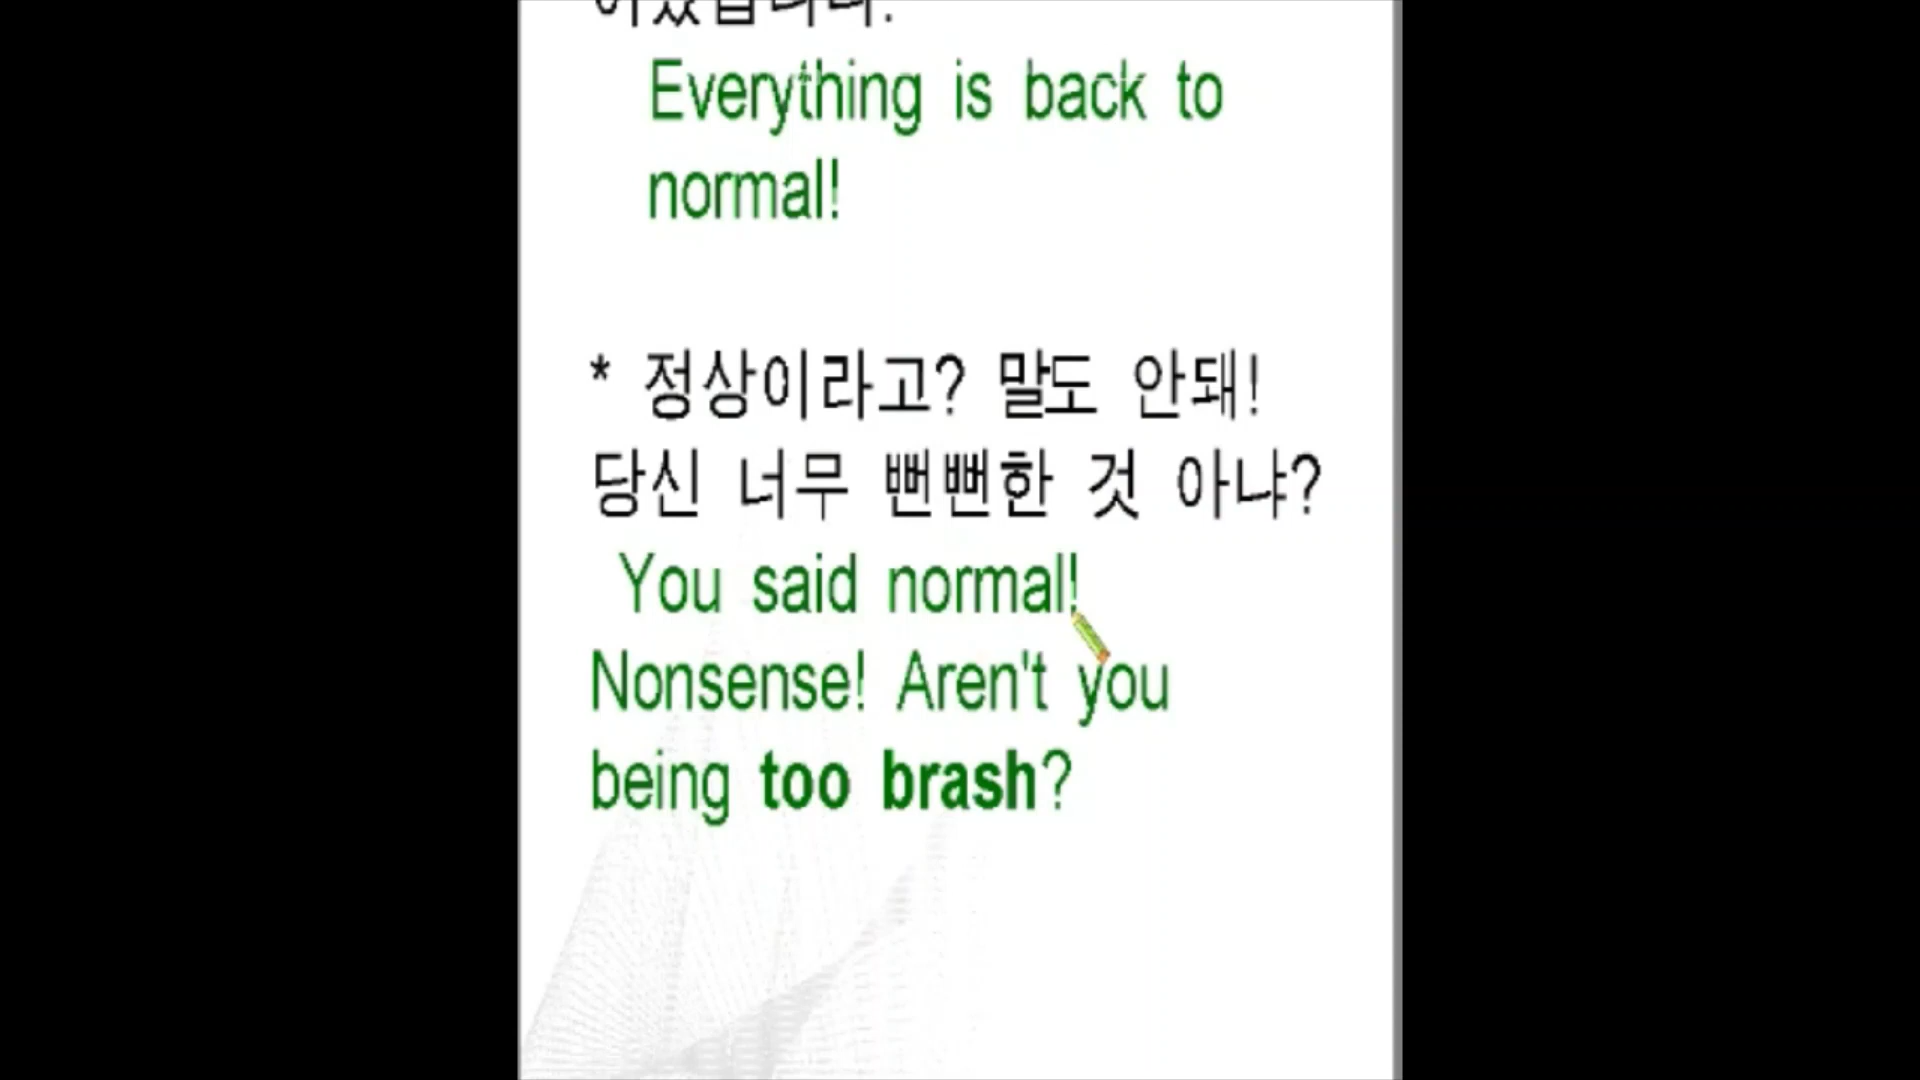 Everything is back to
normal!
* 정상이라고? 말도 안돼!
당신 너무 뻔뻔한 것 아냐?
You said normal!
Nonsense! Aren't you
being too brash?